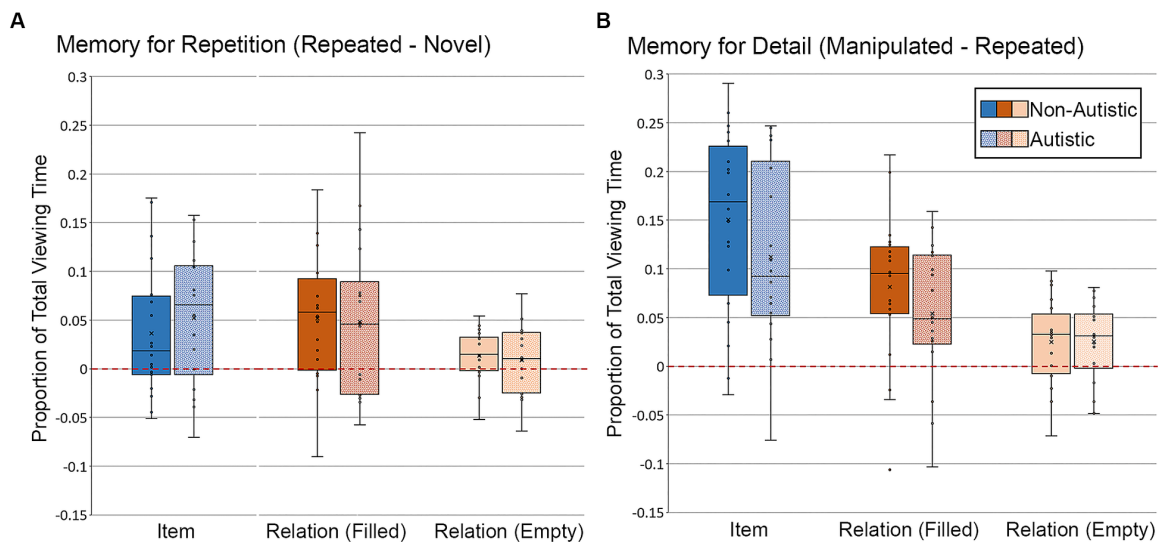 A
Memory for Repetition (Repeated - Novel)
Proportion of Total Viewing Time
0.3
0.25
0.2
0.15
0.1
0.05
0
-0.05
-0.1
-0.15
Item
Relation (Filled)
Relation (Empty)
B
Memory for Detail (Manipulated - Repeated)
Proportion of Total Viewing Time
0.3
0.25
0.2
0.15
0.1
0.05
0
-0.05
-0.1
-0.15
Non-Autistic
Autistic
Item
Relation (Filled)
Relation (Empty)